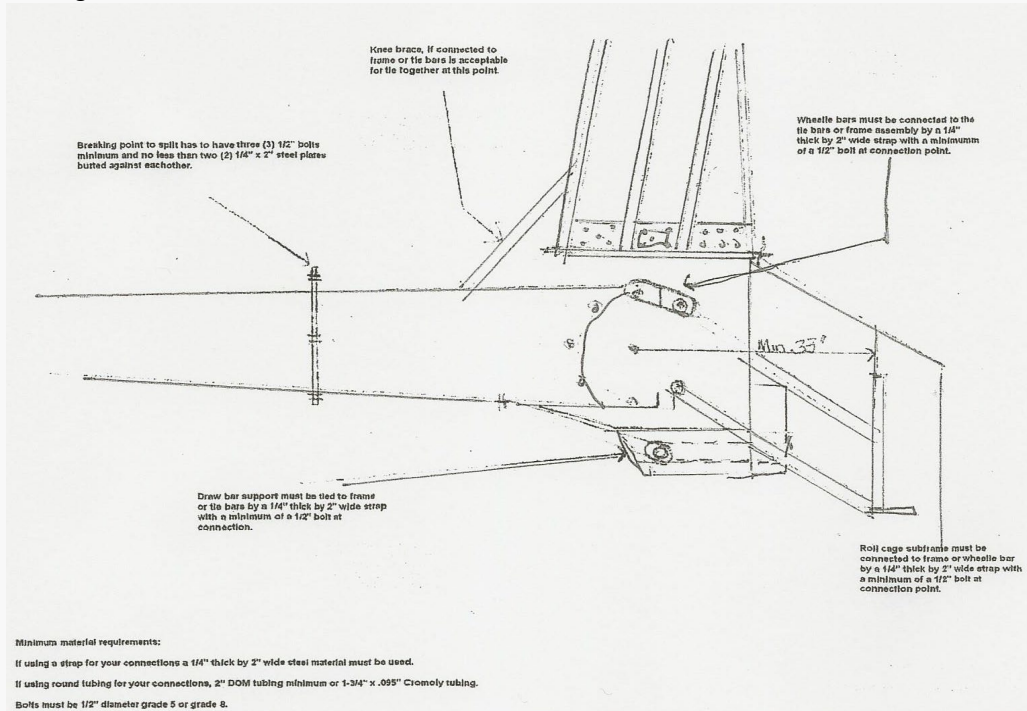 Knee brace, if connected to
frame or tie bars is acceptable
for tie together at this point.
Wheelie bars must be connected to the
tie bars or frame assembly by a 1/4"
thick by 2" wide strap with a minimumm
of a 1/2" bolt at connection point.
Breaking point to split has to have three (3) 1/2" bolts
minimum and no less than two (2) 1/4" x 2" steel plates
butted against eachother.
Min. 35"
Draw bar support must be tied to frame
or tie bars by a 1/4" thick by 2" wide strap
with a minimum of a 1/2" bolt at
connection.
Roll cage subframe must be
connected to frame or wheelie bar
by a 1/4" thick by 2" wide strap with
a minimum of a 1/2" bolt at
connection point.
Minimum material requirements:
If using a strap for your connections a 1/4" thick by 2" wide steel material must be used.
If using round tubing for your connections, 2" DOM tubing minimum or 1-3/4" x .095" Cromoly tubing.
Bolts must be 1/2" diameter grade 5 or grade 8.